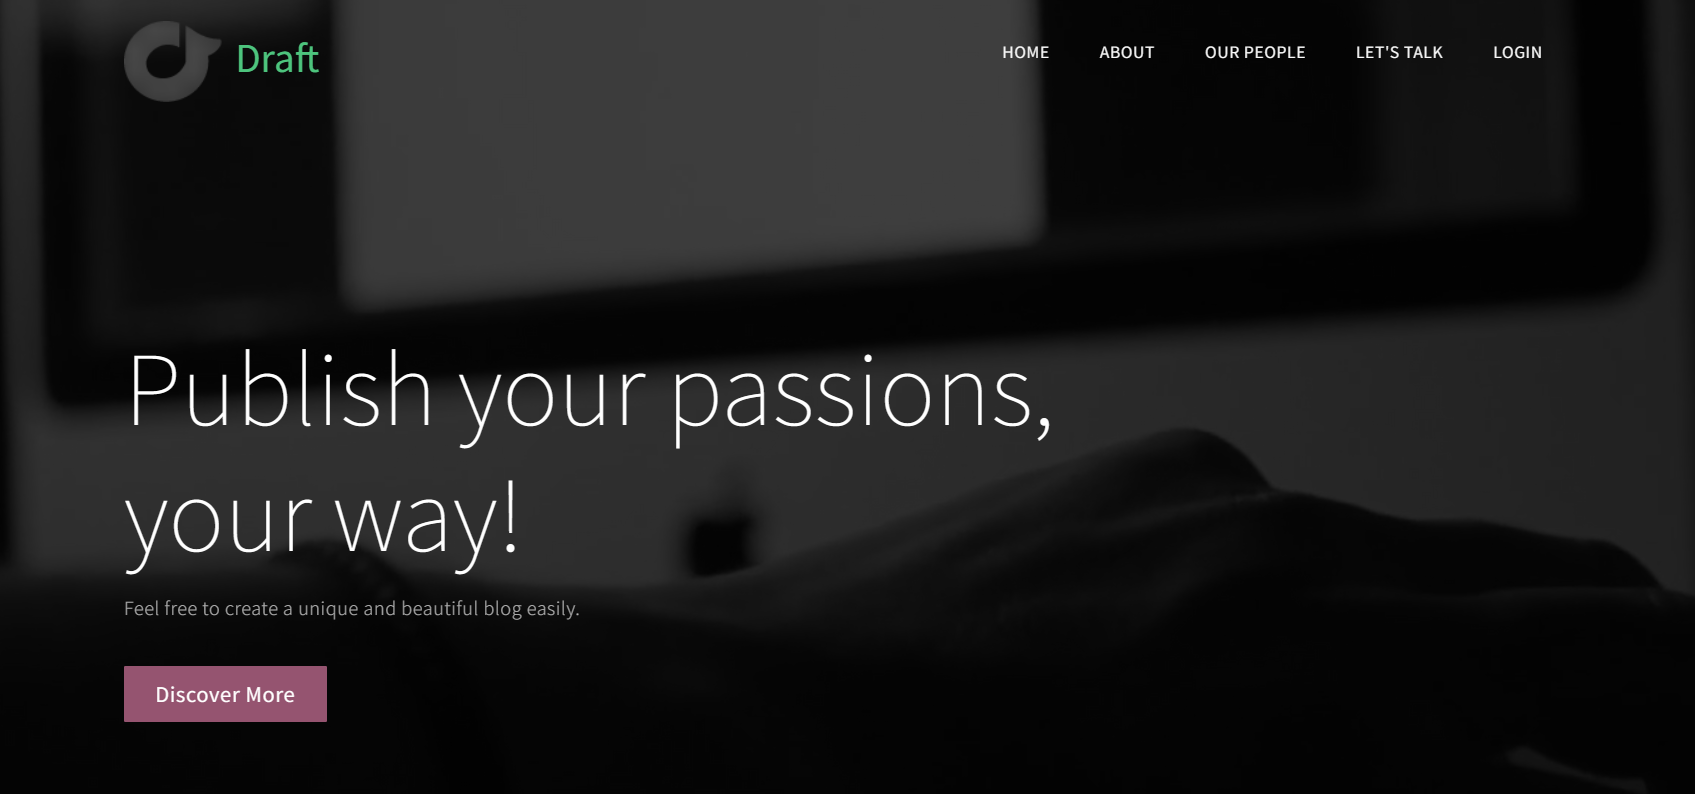 Draft
HOME ABOUT OUR PEOPLE LET'S TALK LOGIN
Publish your passions,
your way!
Feel free to create a unique and beautiful blog easily.
Discover More